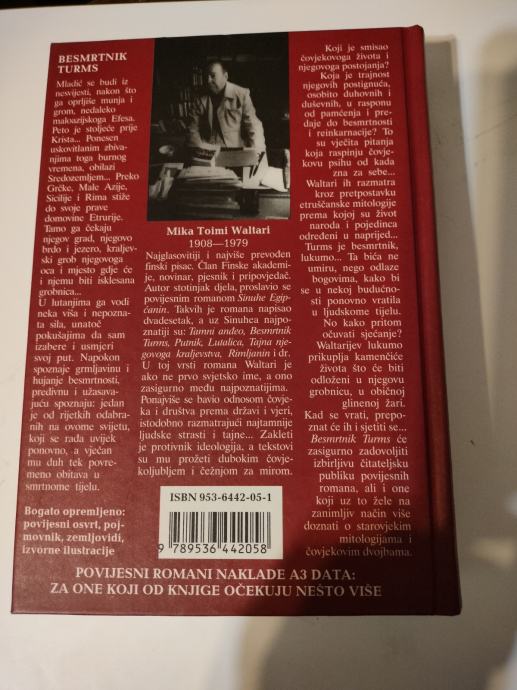 BESMRTNIK
TURMS
Mladić se budi iz
nesvijesti, nakon što
ga oprljiše munja i
grom, nedaleko
maloazijskoga Efesa.
Peto je stoljeće prije
Krista... Ponesen
uskovitlanim zbiva-
njima toga burnog
vremena, obilazi
Sredozemljem... Preko
Grčke, Male Azije,
Sicilije i Rima stiže
do svoje prave
domovine Etrurije.
Tamo ga čekaju
njegov grad, njegovo
brdo i jezero, kraljev-
ski grob njegovoga
oca i mjesto gdje će
i njemu biti isklesana
grobnica...
U lutanjima ga vodi
neka viša i nepozna-
ta sila, unatoč
pokušajima da sam
izabere i usmjeri
svoj put. Napokon
spoznaje grmljavinu i
hujanje besmrtnosti,
predivnu i užasava-
juću spoznaju: jedan
je od rijetkih odabra-
nih na ovome svijetu,
koji se rađa uvijek
ponovno, a vječan
mu duh tek povre-
meno obitava u
smrtnome tijelu.
Bogato opremljeno:
povijesni osvrt, poj-
movnik, zemljovidi,
izvorne ilustracije
Mika Toimi Waltari
1908—1979
Najglasovitiji i najviše prevođen
finski pisac. Član Finske akademi-
je, novinar, pjesnik i pripovjedač.
Autor stotinjak djela, proslavio se
povijesnim romanom Sinuhe Egip-
ćanin. Takvih je romana napisao
dvadesetak, a uz Sinuhea najpo-
znatiji su: Tamni anđeo, Besmrtnik
Turms, Putnik, Lutalica, Tajna nje-
govoga kraljevstva, Rimljanin i dr.
U toj vrsti romana Waltari je
ako ne prvo svjetsko ime, a ono
zasigurno među najpoznatijima.
Ponajviše se bavio odnosom čovje-
ka i društva prema državi i vjeri,
istodobno razmatrajući najtamnije
ljudske strasti i tajne... Zakleti
je protivnik ideologija, a tekstovi
su mu prožeti dubokim čovje-
koljubljem i čežnjom za mirom.
ISBN 953-6442-05-1
9 789536 442058
Koji je smisao
čovjekovoga života i
njegovoga postojanja?
Koja je trajnost
njegovih postignuća,
osobito duhovnih i
duševnih, u rasponu
od pamćenja i pre-
daje do besmrtnosti
i reinkarnacije? To
su vječita pitanja
koja raspinju čovje-
kovu psihu od kada
zna za sebe...
Waltari ih razmatra
kroz pretpostavku
etruščanske mitologije
prema kojoj su život
naroda i pojedinca
određeni u naprijed...
Turms je besmrtnik,
lukumo... Ta bića ne
umiru, nego odlaze
bogovima, kako bi
se u nekoj budućno-
sti ponovno vratila
u ljudskome tijelu.
No kako pritom
očuvati sjećanje?
Waltarijev lukumo
prikuplja kamenčiće
života što će biti
odloženi u njegovu
grobnicu, u običnoj
glinenoj žari.
Kad se vrati, prepo-
znat će ih i sjetiti se...
Besmrtnik Turms će
zasigurno zadovoljiti
izbirljivu čitateljsku
publiku povijesnih
romana, ali i one
koji uz to žele na
zanimljiv način više
doznati o starovjekim
mitologijama i
čovjekovim dvojbama.
POVIJESNI ROMANI NAKLADE A3 DATA:
ZA ONE KOJI OD KNJIGE OČEKUJU NEŠTO VIŠE